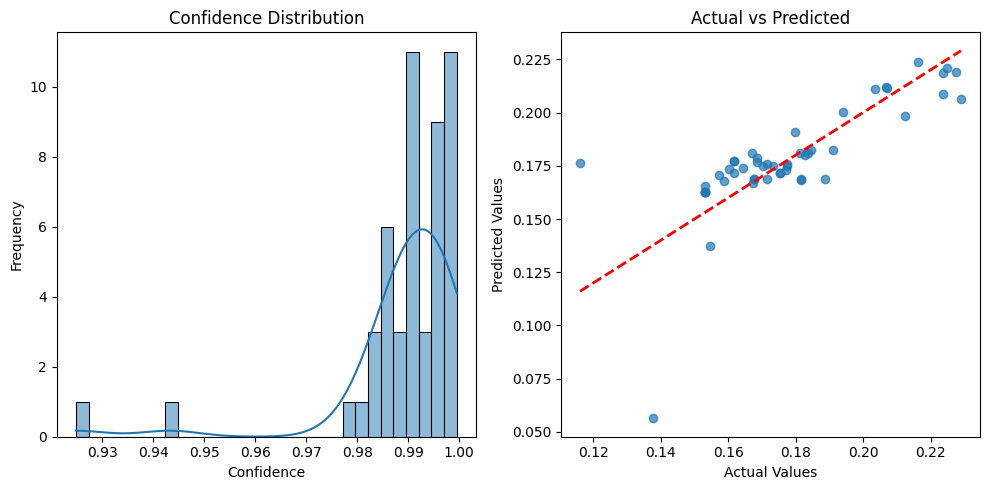 Confidence Distribution
Frequency
10
8
6
4
2
0
0.93 0.94 0.95 0.96 0.97 0.98 0.99 1.00
Confidence
Actual vs Predicted
Predicted Values
0.225
0.200
0.175
0.150
0.125
0.100
0.075
0.050
0.12 0.14 0.16 0.18 0.20 0.22
Actual Values